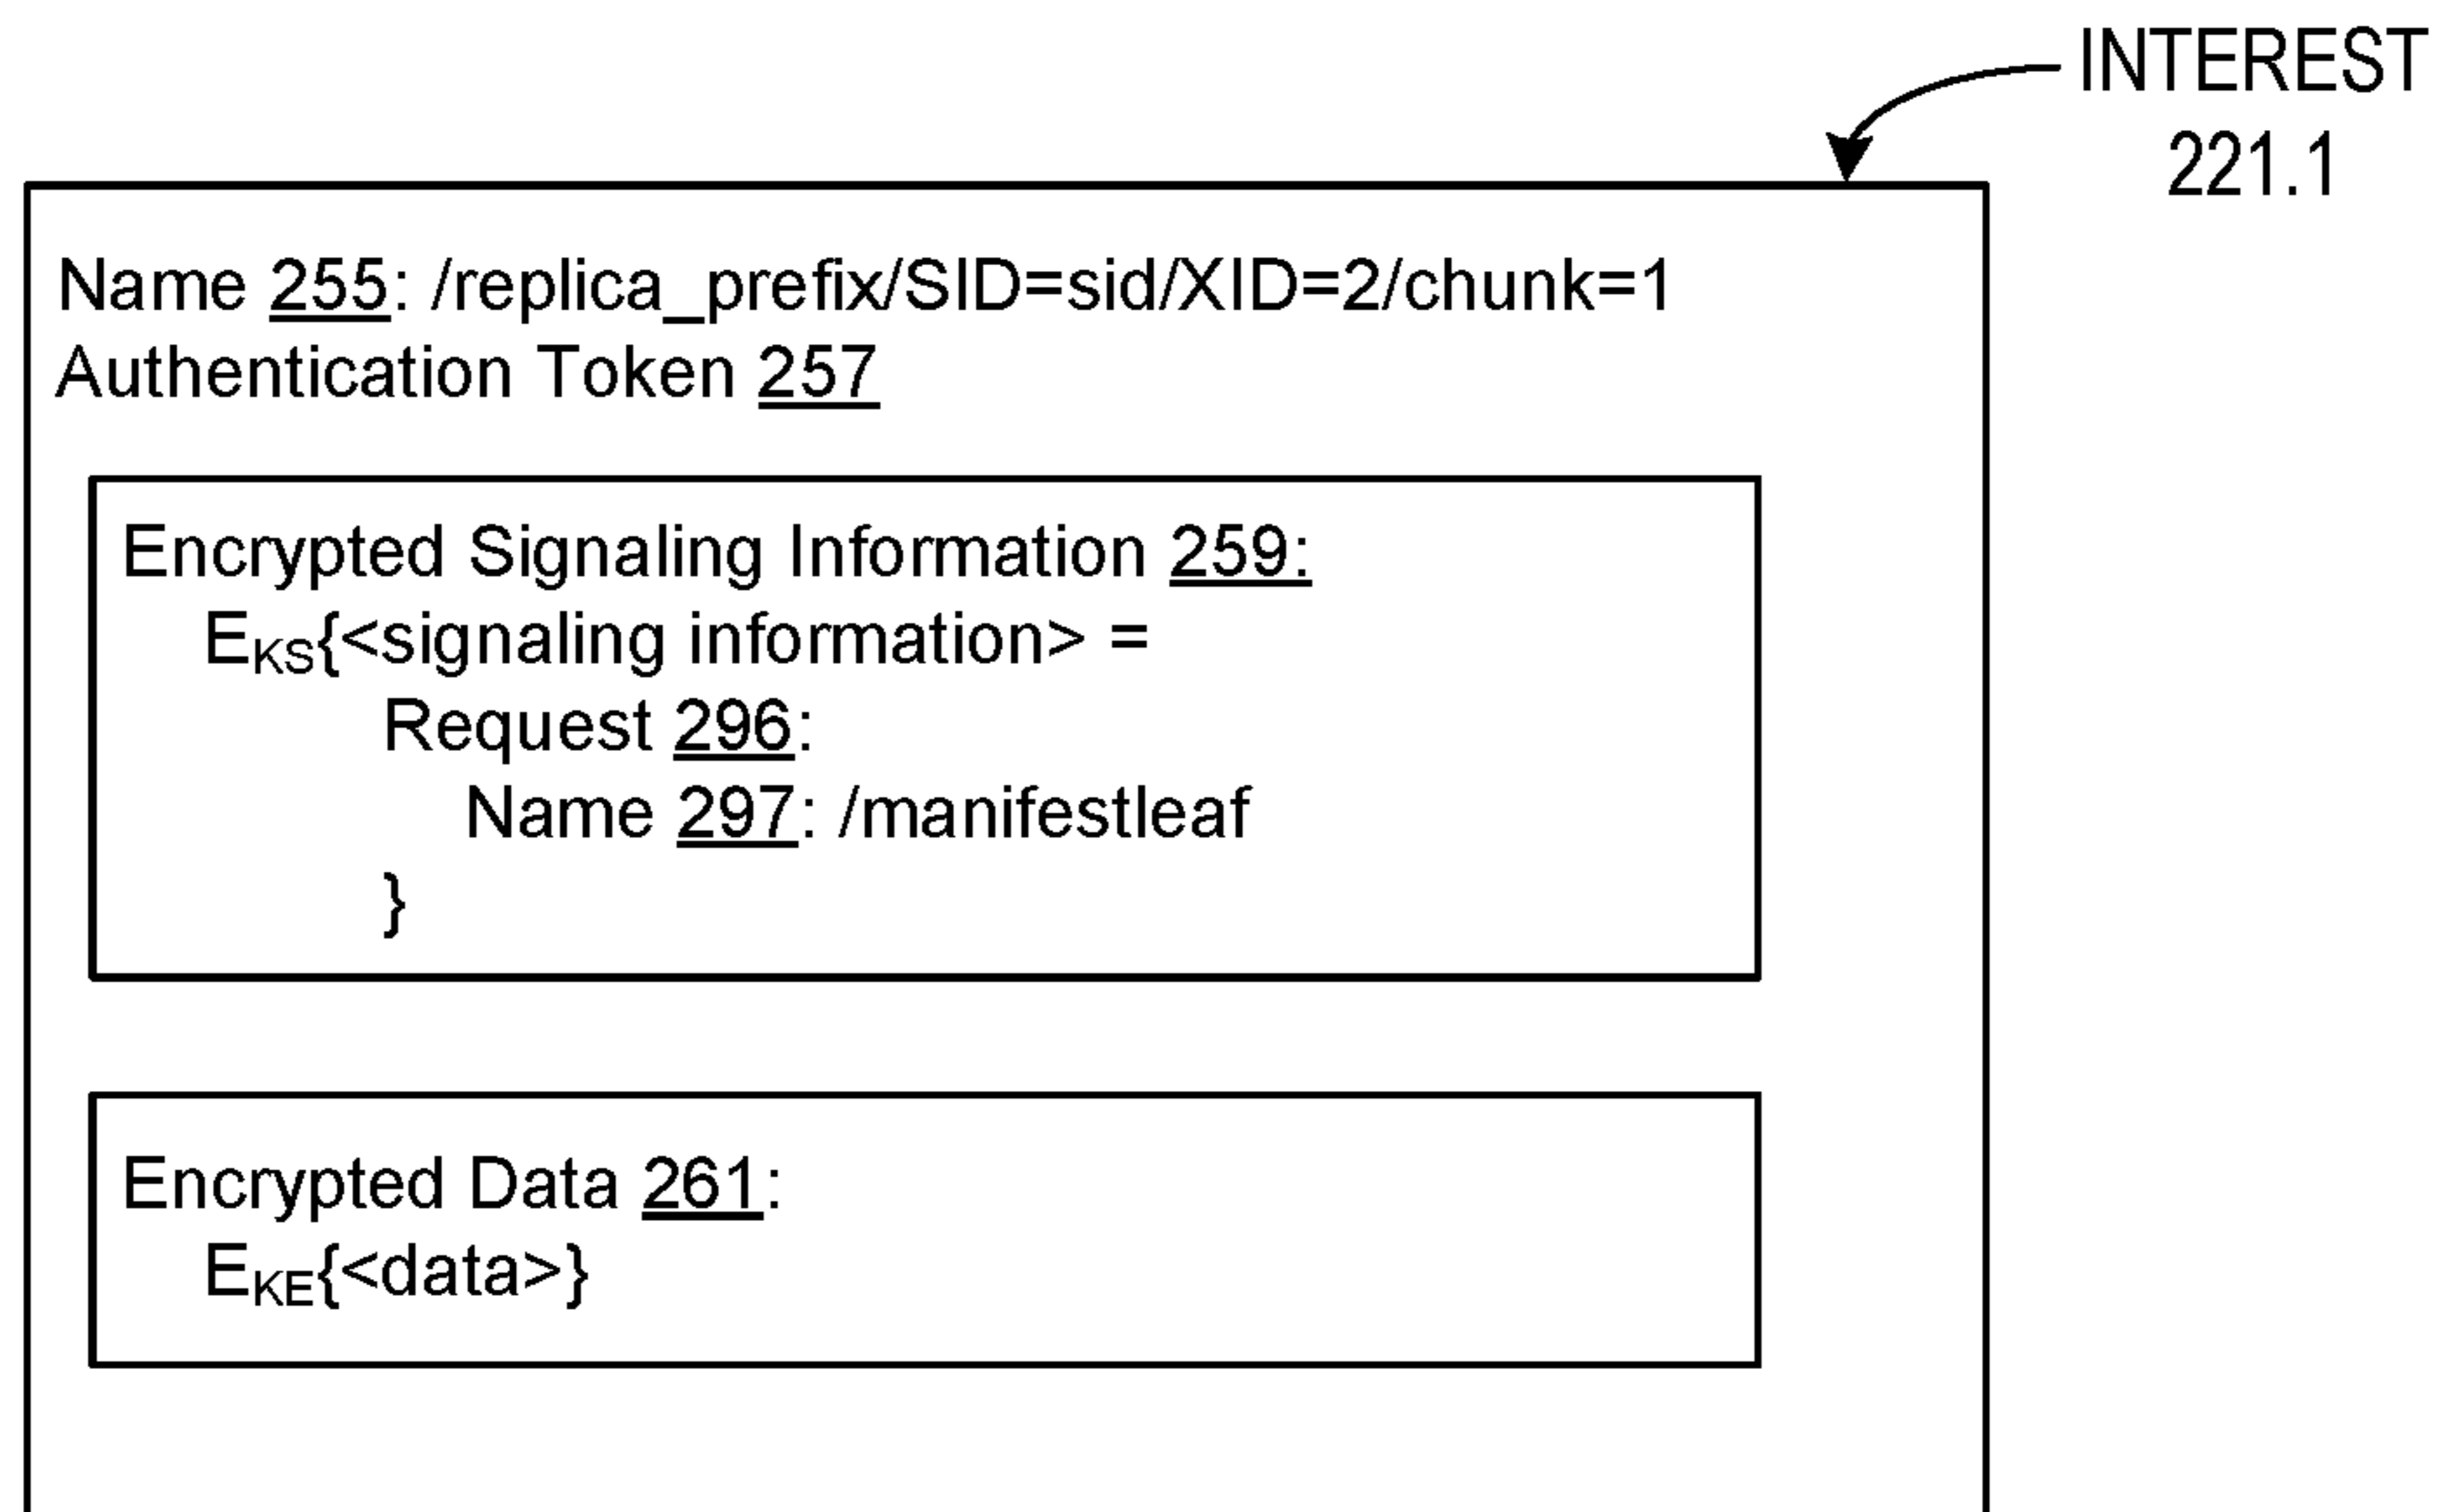 INTEREST
221.1
Name 255: /replica_prefix/SID=sid/XID=2/chunk=1
Authentication Token 257
Encrypted Signaling Information 259:
EKS{<signaling information> =
Request 296:
Name 297: /manifestleaf
}
Encrypted Data 261:
EKE{<data>}